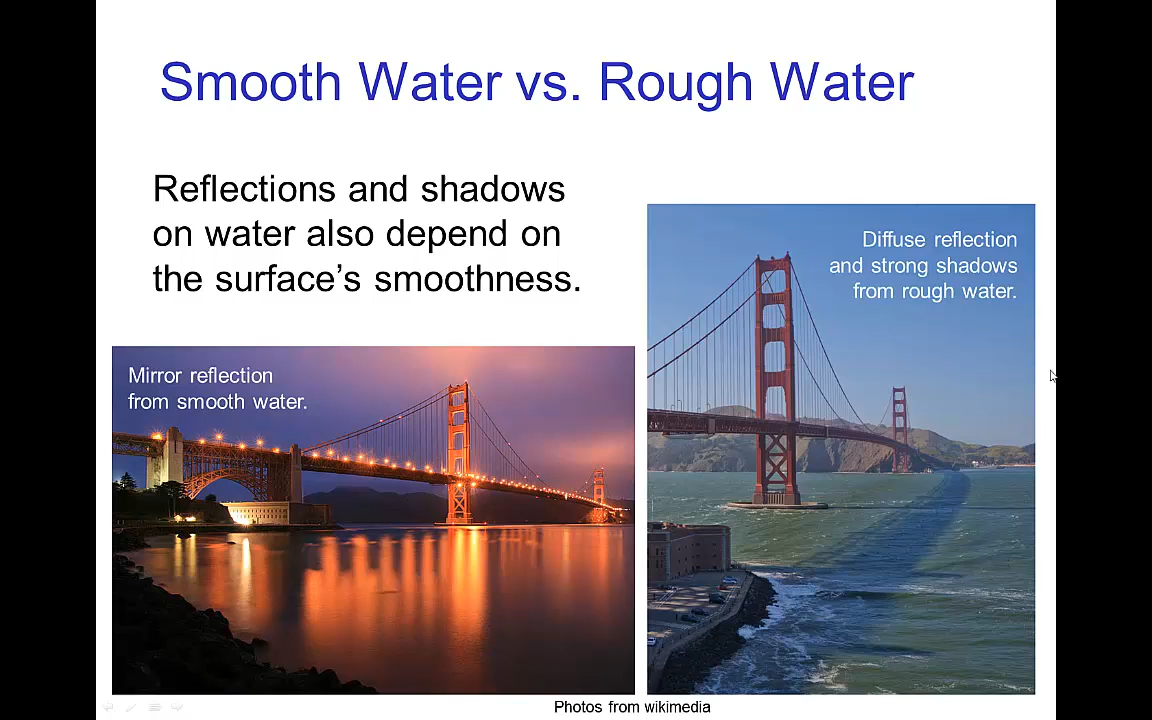 Smooth Water vs. Rough Water
Reflections and shadows
on water also depend on
the surface’s smoothness.
Diffuse reflection
and strong shadows
from rough water.
Mirror reflection
from smooth water.
Photos from wikimedia